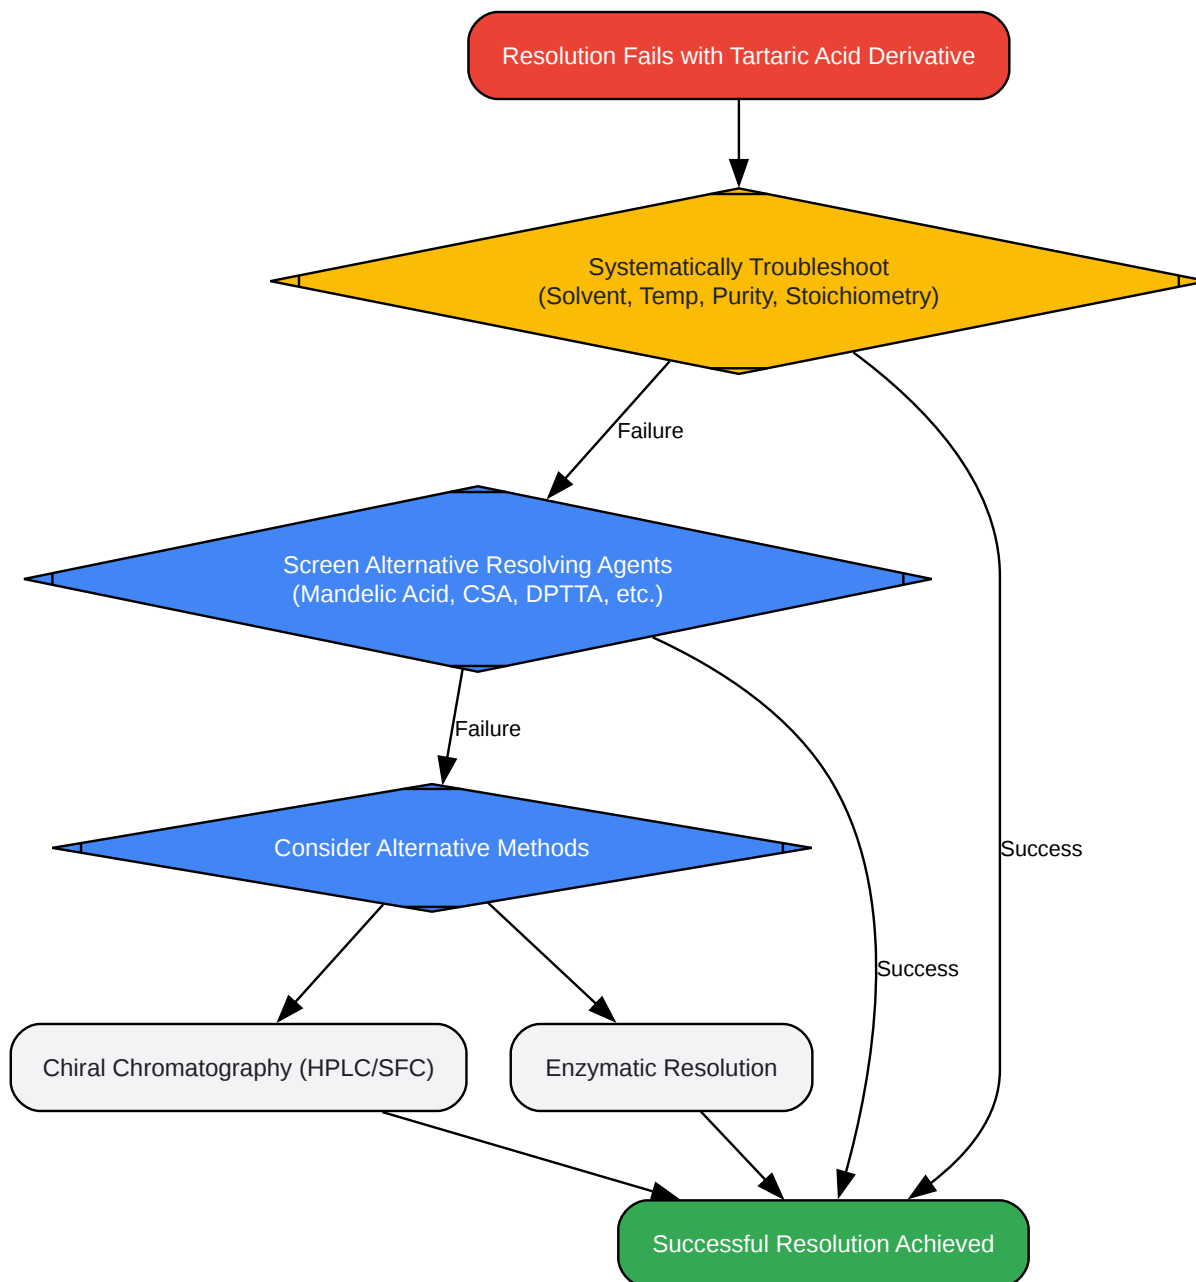 Resolution Fails with Tartaric Acid Derivative
Systematically Troubleshoot
(Solvent, Temp, Purity, Stoichiometry)
Failure
Screen Alternative Resolving Agents
(Mandelic Acid, CSA, DPTTA, etc.)
Failure
Consider Alternative Methods
Success
Success
Chiral Chromatography (HPLC/SFC)
Enzymatic Resolution
Successful Resolution Achieved